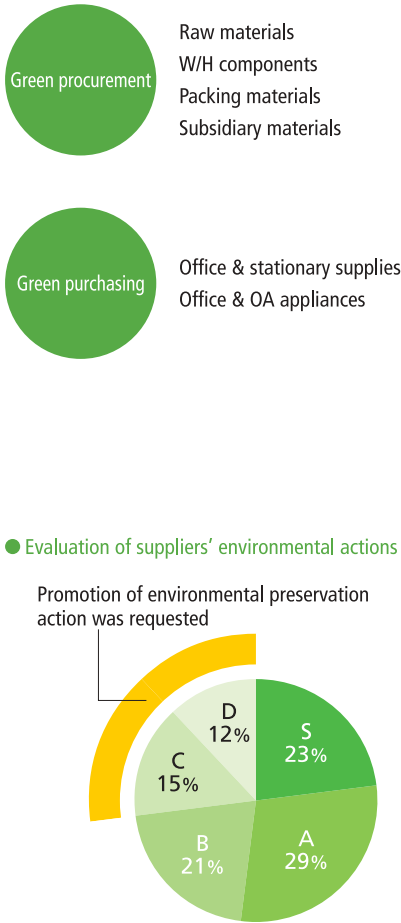 Green procurement
Raw materials
W/H components
Packing materials
Subsidiary materials
Green purchasing
Office & stationary supplies
Office & OA appliances
Evaluation of suppliers’ environmental actions
Promotion of environmental preservation
action was requested
S
23%
A
29%
B
21%
C
15%
D
12%